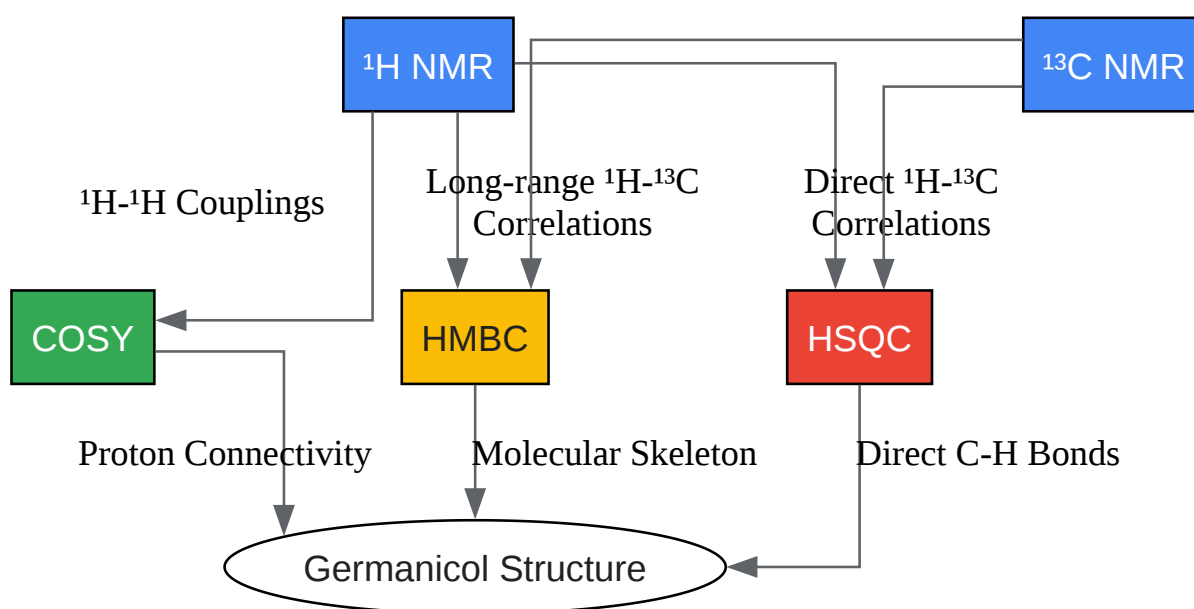 ¹H NMR
¹³C NMR
¹H-¹H Couplings
Long-range ¹H-¹³C
Correlations
Direct ¹H-¹³C
Correlations
COSY
HMBC
HSQC
Proton Connectivity
Molecular Skeleton
Direct C-H Bonds
Germanicol Structure